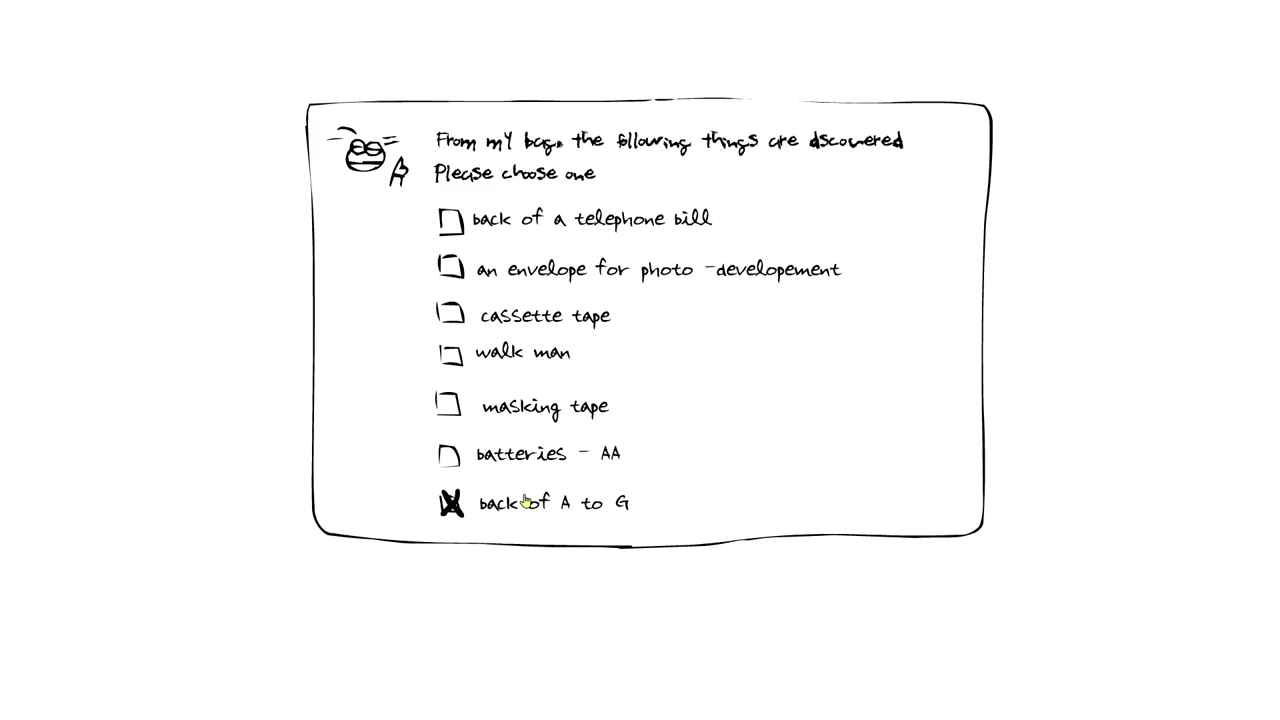 From my bag, the following things are dscovered
Please choose one
back of a telephone bill
an envelope for photo -developement
cassette tape
walk man
masking tape
batteries - AA
back of A to G